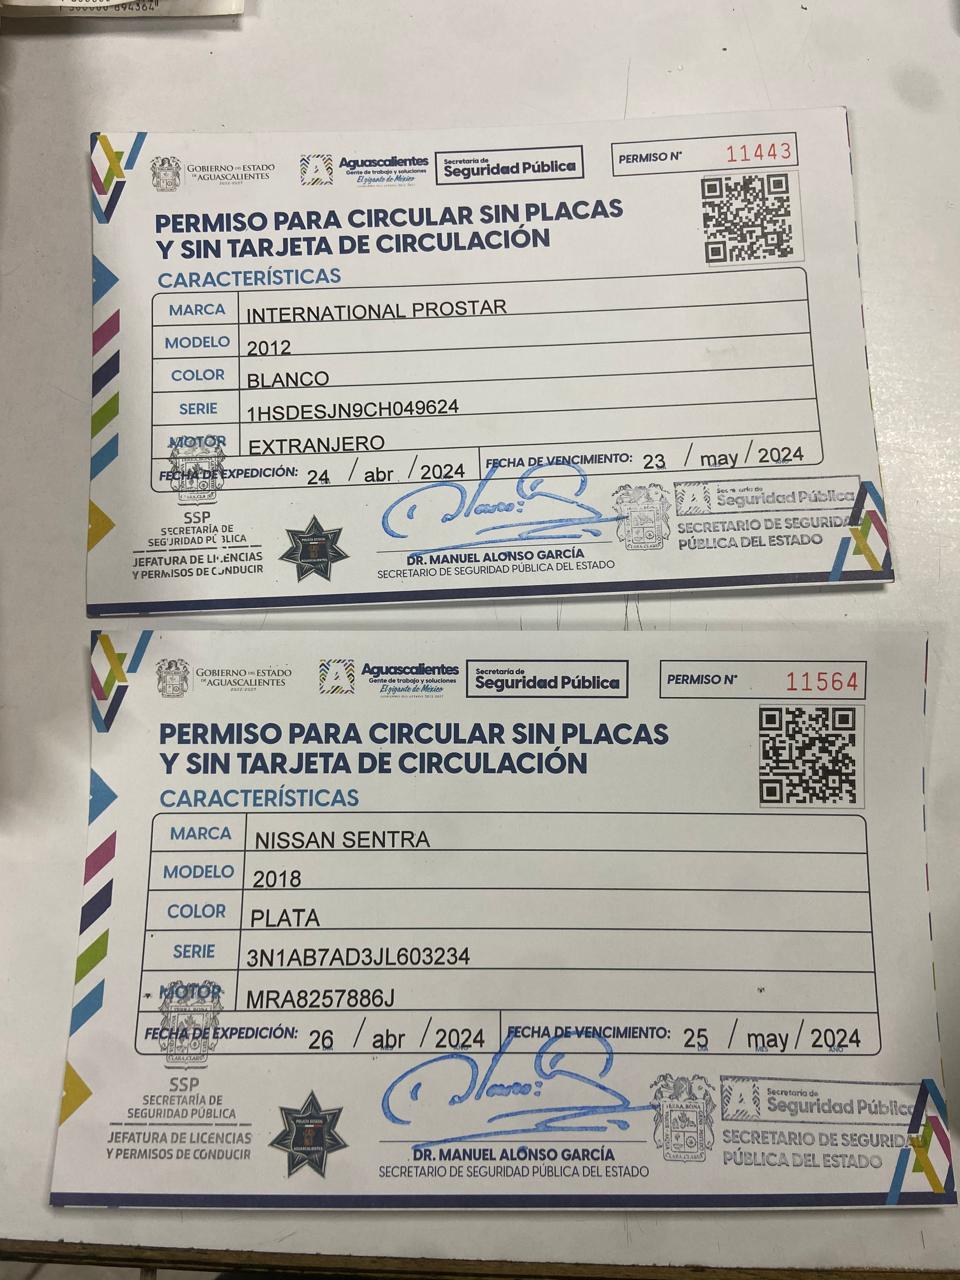 GOBIERNO DE ESTADO
DE AGUASCALIENTES
2022-2027
Aguascalientes
Gente de trabajo y soluciones
El gigante de México
Secretaría de
Seguridad Pública
PERMISO N° 11443
PERMISO PARA CIRCULAR SIN PLACAS
Y SIN TARJETA DE CIRCULACIÓN
CARACTERÍSTICAS
MARCA INTERNATIONAL PROSTAR
MODELO 2012
COLOR BLANCO
SERIE 1HSDESJN9CH049624
MOTOR EXTRANJERO
FECHA DE EXPEDICIÓN: 24 / abr / 2024 FECHA DE VENCIMIENTO: 23 / may / 2024
SSP
SECRETARÍA DE
SEGURIDAD PÚBLICA
JEFATURA DE LICENCIAS
Y PERMISOS DE CONDUCIR
DR. MANUEL ALONSO GARCÍA
SECRETARIO DE SEGURIDAD PÚBLICA DEL ESTADO
Seguridad Pública
SECRETARIO DE SEGURIDA
PÚBLICA DEL ESTADO
GOBIERNO DE ESTADO
DE AGUASCALIENTES
2022-2027
Aguascalientes
Gente de trabajo y soluciones
El gigante de México
Secretaría de
Seguridad Pública
PERMISO N° 11564
PERMISO PARA CIRCULAR SIN PLACAS
Y SIN TARJETA DE CIRCULACIÓN
CARACTERÍSTICAS
MARCA NISSAN SENTRA
MODELO 2018
COLOR PLATA
SERIE 3N1AB7AD3JL603234
MOTOR MRA8257886J
FECHA DE EXPEDICIÓN: 26 / abr / 2024 FECHA DE VENCIMIENTO: 25 / may / 2024
SSP
SECRETARÍA DE
SEGURIDAD PÚBLICA
JEFATURA DE LICENCIAS
Y PERMISOS DE CONDUCIR
DR. MANUEL ALONSO GARCÍA
SECRETARIO DE SEGURIDAD PÚBLICA DEL ESTADO
Secretaría de
Seguridad Pública
SECRETARIO DE SEGURIDAD
PÚBLICA DEL ESTADO